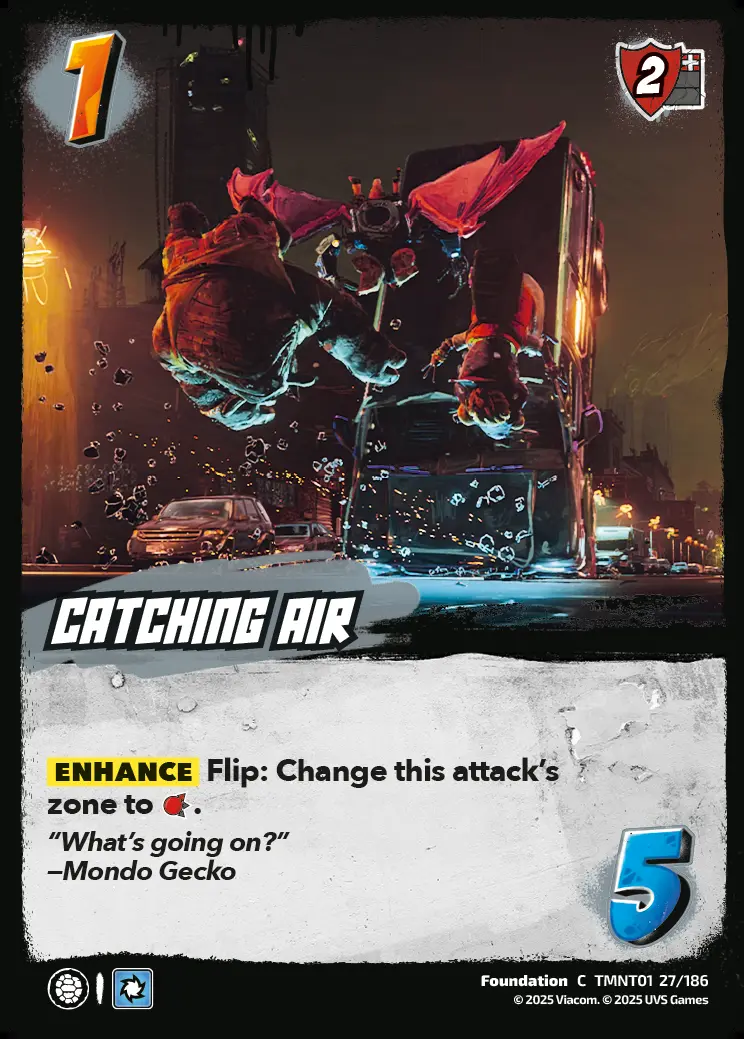 1
2
CATCHING AIR
ENHANCE Flip: Change this attack's
zone to .
"What's going on?"
—Mondo Gecko
5
Foundation C TMNT01 27/186
© 2025 Viacom. © 2025 UVS Games